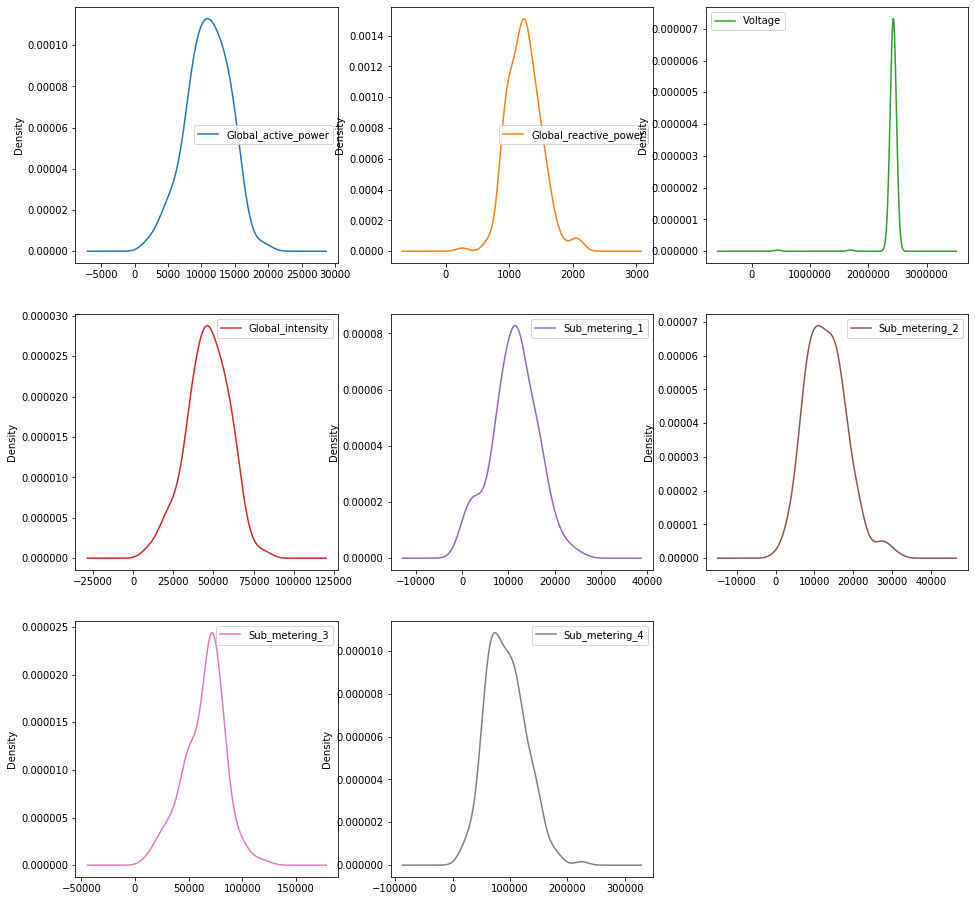 0.00010
0.00008
0.00006
0.00004
0.00002
0.00000
Density
Global_active_power
−5000 0 5000 10000 15000 20000 25000 30000
0.0014
0.0012
0.0010
0.0008
0.0006
0.0004
0.0002
0.0000
Density
Global_reactive_power
0 1000 2000 3000
0.000007
0.000006
0.000005
0.000004
0.000003
0.000002
0.000001
0.000000
Density
Voltage
0 1000000 2000000 3000000
0.000030
0.000025
0.000020
0.000015
0.000010
0.000005
0.000000
Density
Global_intensity
−25000 0 25000 50000 75000 100000 125000
0.00008
0.00006
0.00004
0.00002
0.00000
Density
Sub_metering_1
−10000 0 10000 20000 30000 40000
0.00007
0.00006
0.00005
0.00004
0.00003
0.00002
0.00001
0.00000
Density
Sub_metering_2
−10000 0 10000 20000 30000 40000
0.000025
0.000020
0.000015
0.000010
0.000005
0.000000
Density
Sub_metering_3
−50000 0 50000 100000 150000
0.000010
0.000008
0.000006
0.000004
0.000002
0.000000
Density
Sub_metering_4
−100000 0 100000 200000 300000